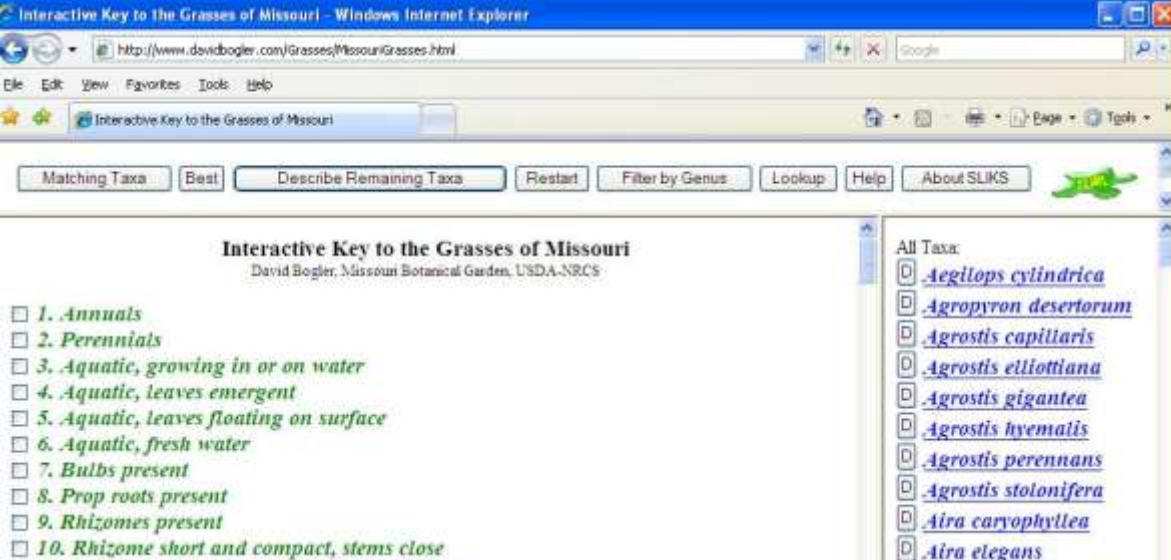 Interactive Key to the Grasses of Missouri - Windows Internet Explorer
http://www.davidbogler.com/Grasses/MissouriGrasses.html
Google
File Edit View Favorites Tools Help
Interactive Key to the Grasses of Missouri
Page Tools
Matching Taxa Best Describe Remaining Taxa Restart Filter by Genus Lookup Help About SLIKS
Interactive Key to the Grasses of Missouri
David Bogler, Missouri Botanical Garden, USDA-NRCS
1. Annuals
2. Perennials
3. Aquatic, growing in or on water
4. Aquatic, leaves emergent
5. Aquatic, leaves floating on surface
6. Aquatic, fresh water
7. Bulbs present
8. Prop roots present
9. Rhizomes present
10. Rhizome short and compact, stems close
All Taxa:
D Aegilops cylindrica
D Agropyron desertorum
D Agrostis capillaris
D Agrostis elliottiana
D Agrostis gigantea
D Agrostis hyemalis
D Agrostis perennans
D Agrostis stolonifera
D Aira caryophyllea
D Aira elegans